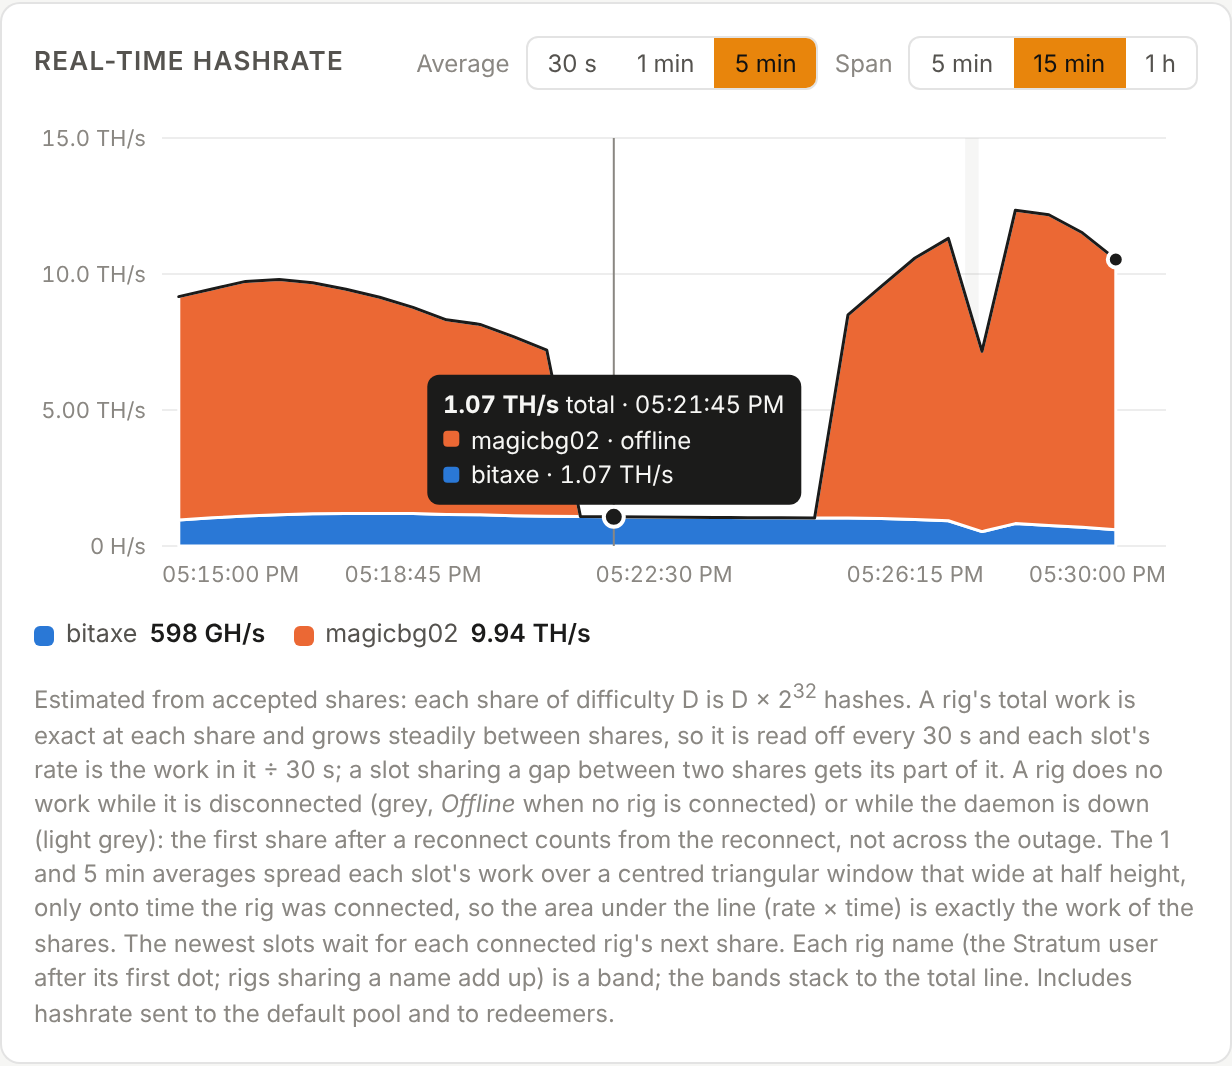 REAL-TIME HASHRATE
Average 30 s 1 min 5 min Span 5 min 15 min 1 h
15.0 TH/s
10.0 TH/s
5.00 TH/s
0 H/s
1.07 TH/s total · 05:21:45 PM
magicbg02 · offline
bitaxe · 1.07 TH/s
05:15:00 PM 05:18:45 PM 05:22:30 PM 05:26:15 PM 05:30:00 PM
bitaxe 598 GH/s magicbg02 9.94 TH/s
Estimated from accepted shares: each share of difficulty D is D × 2³² hashes. A rig's total work is
exact at each share and grows steadily between shares, so it is read off every 30 s and each slot's
rate is the work in it ÷ 30 s; a slot sharing a gap between two shares gets its part of it. A rig does no
work while it is disconnected (grey, Offline when no rig is connected) or while the daemon is down
(light grey): the first share after a reconnect counts from the reconnect, not across the outage. The 1
and 5 min averages spread each slot's work over a centred triangular window that wide at half height,
only onto time the rig was connected, so the area under the line (rate × time) is exactly the work of the
shares. The newest slots wait for each connected rig's next share. Each rig name (the Stratum user
after its first dot; rigs sharing a name add up) is a band; the bands stack to the total line. Includes
hashrate sent to the default pool and to redeemers.